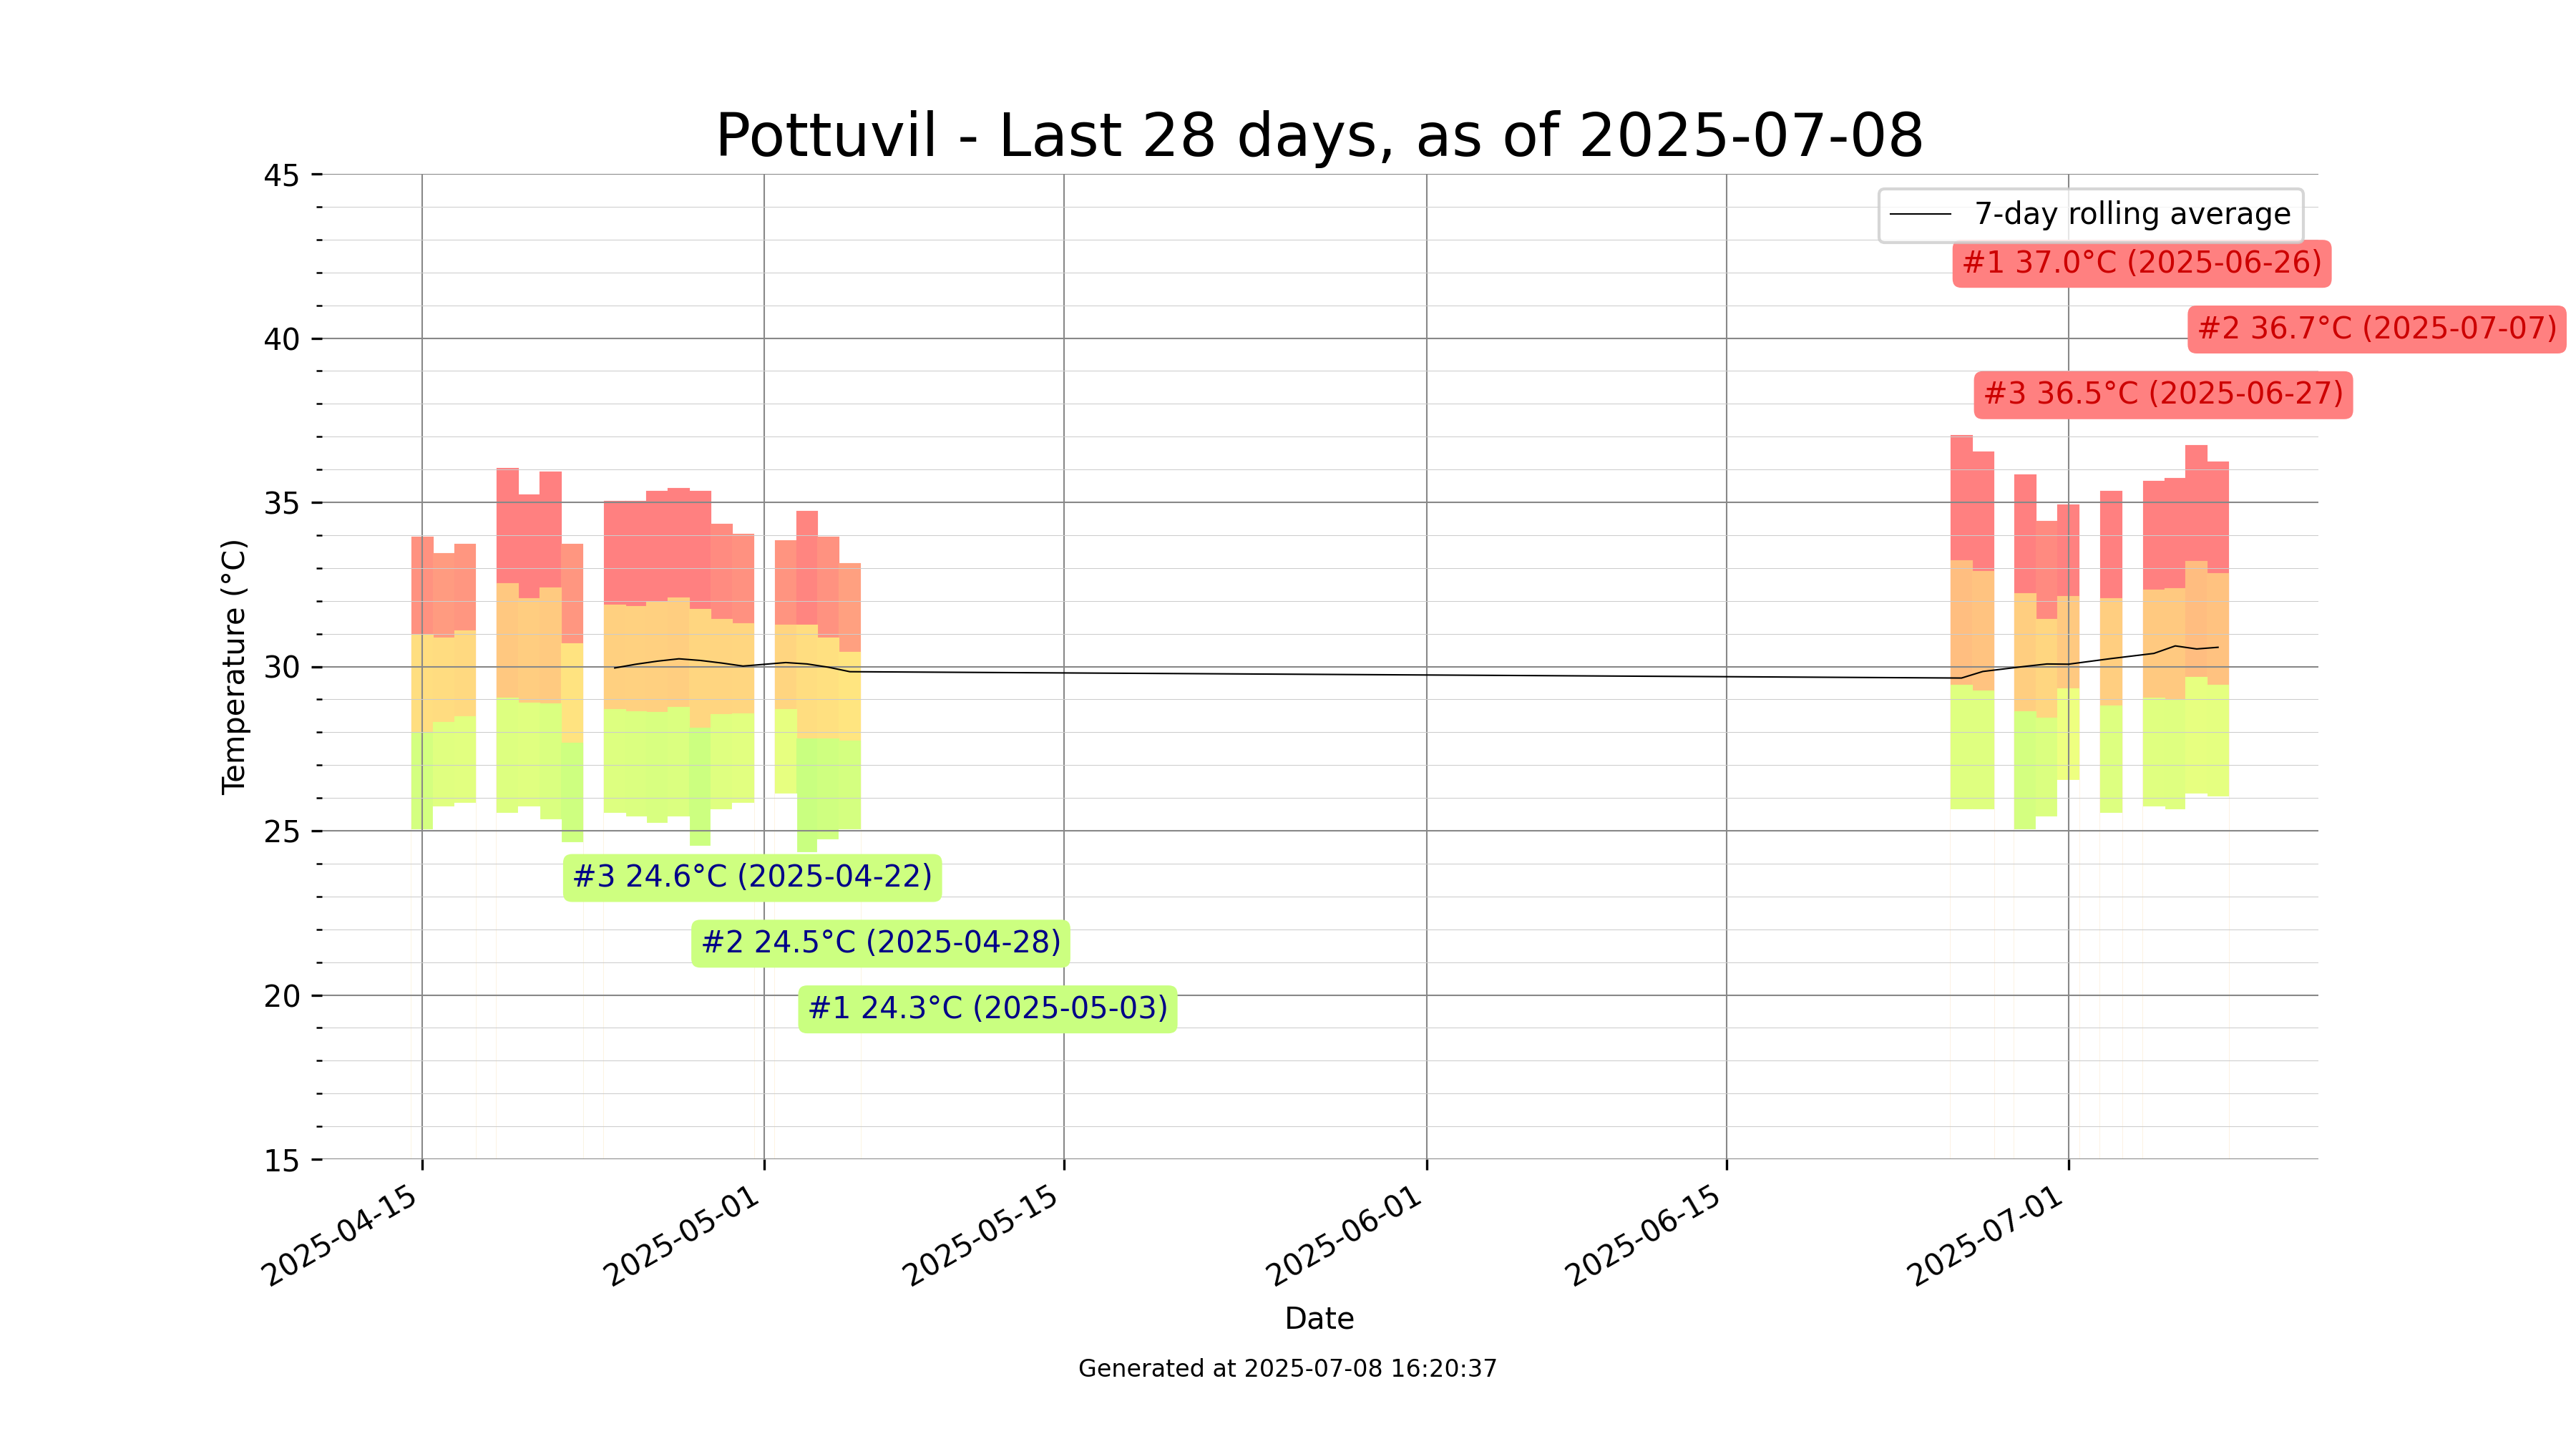 Pottuvil - Last 28 days, as of 2025-07-08
45
7-day rolling average
#1 37.0°C (2025-06-26)
#2 36.7°C (2025-07-07)
40
#3 36.5°C (2025-06-27)
35
30
Temperature (°C)
25
#3 24.6°C (2025-04-22)
#2 24.5°C (2025-04-28)
20
#1 24.3°C (2025-05-03)
15
2025-04-15
2025-05-01
2025-05-15
2025-06-01
2025-06-15
2025-07-01
Date
Generated at 2025-07-08 16:20:37